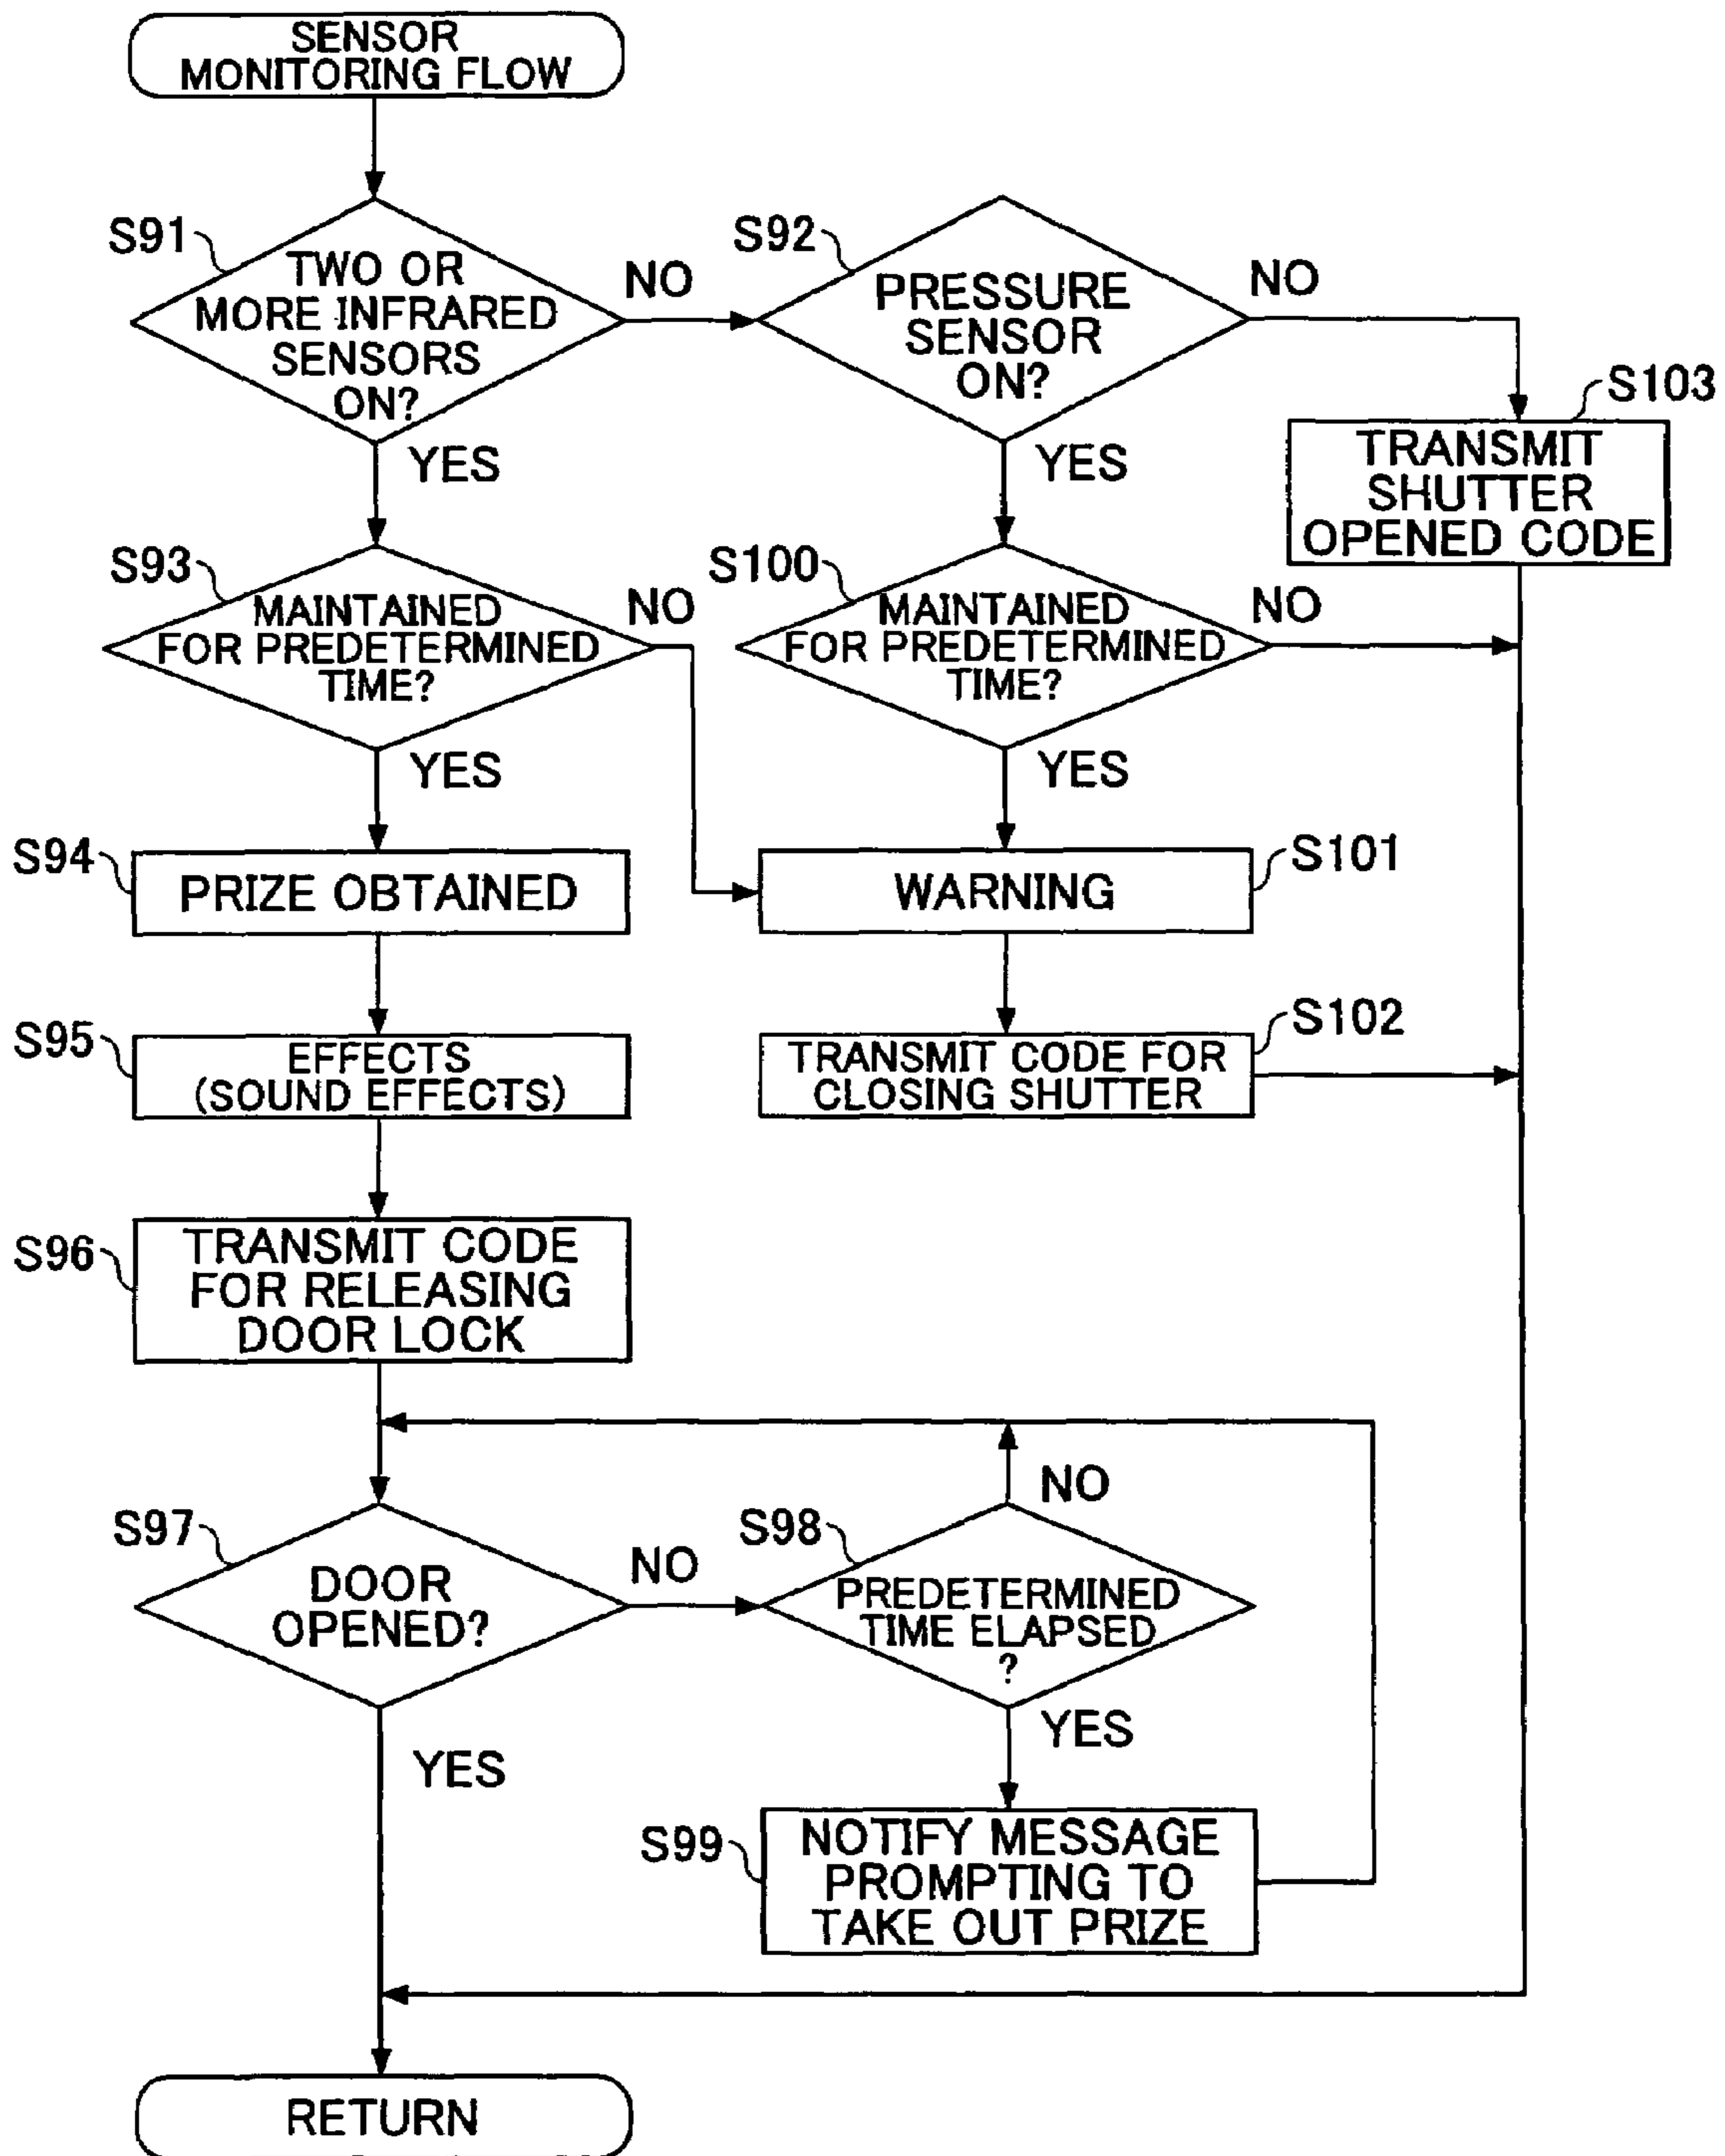 SENSOR
MONITORING FLOW
S91
TWO OR
MORE INFRARED
SENSORS
ON?
NO
YES
S92
PRESSURE
SENSOR
ON?
NO
YES
S103
TRANSMIT
SHUTTER
OPENED CODE
S93
MAINTAINED
FOR PREDETERMINED
TIME?
NO
YES
S100
MAINTAINED
FOR PREDETERMINED
TIME?
NO
YES
S94
PRIZE OBTAINED
S101
WARNING
S95
EFFECTS
(SOUND EFFECTS)
S102
TRANSMIT CODE FOR
CLOSING SHUTTER
S96
TRANSMIT CODE
FOR RELEASING
DOOR LOCK
S97
DOOR
OPENED?
NO
YES
S98
PREDETERMINED
TIME ELAPSED
?
NO
YES
S99
NOTIFY MESSAGE
PROMPTING TO
TAKE OUT PRIZE
RETURN